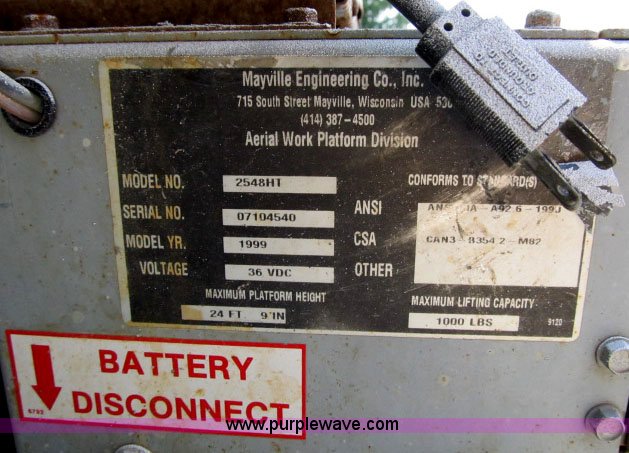 Mayville Engineering Co., Inc.
715 South Street Mayville, Wisconsin USA
(414) 387-4500
Aerial Work Platform Division
MODEL NO. 2548HT
CONFORMS TO STANDARD(S)
SERIAL NO. 07104540
ANSI
MODEL YR. 1999
CSA CAN3-B354.2-M82
VOLTAGE 36 VDC
OTHER
MAXIMUM PLATFORM HEIGHT
24 FT 9 IN
MAXIMUM LIFTING CAPACITY
1000 LBS
9120
BATTERY
DISCONNECT
www.purplewave.com